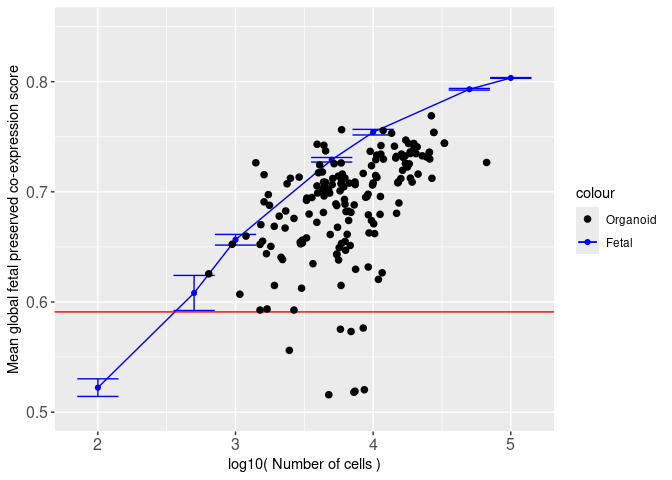 Mean global fetal preserved co-expression score
0.8
0.7
0.6
0.5
2
3
4
5
log10( Number of cells )
colour
Organoid
Fetal